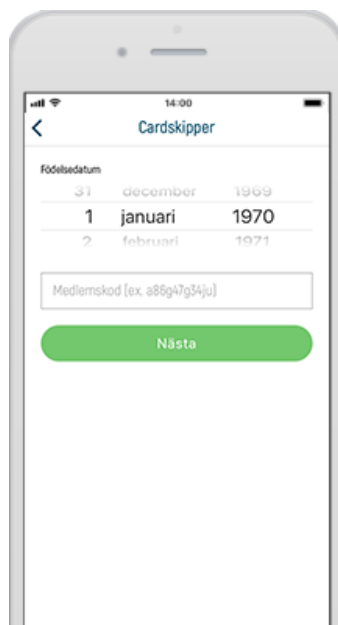 14:00
Cardskipper
Födelsedatum
31 december 1969
1 januari 1970
2 februari 1971
Medlemskod (ex. a86g47g34ju)
Nästa